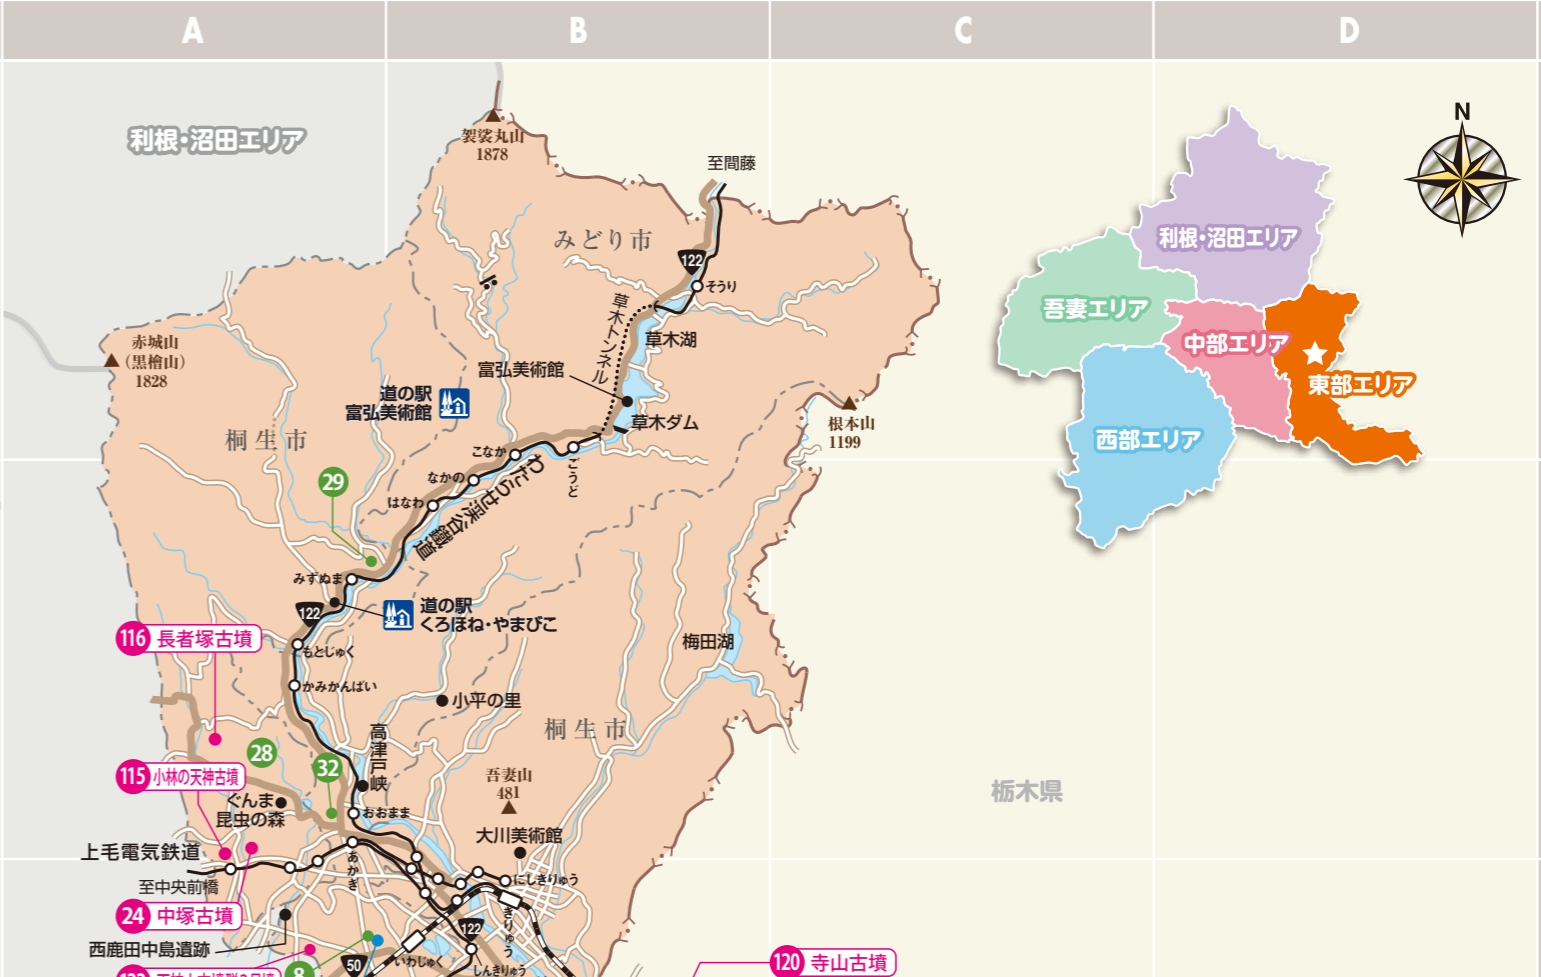 A
B
C
D
利根・沼田エリア
袈裟丸山
1878
至間藤
N
みどり市
122
そうり
利根・沼田エリア
吾妻エリア
中部エリア
東部エリア
西部エリア
赤城山
（黒檜山）
1828
草木トンネル
草木湖
富弘美術館
道の駅
富弘美術館
草木ダム
根本山
1199
桐生市
こなか
ごうど
なかの
はなわ
わたらせ渓谷鐵道
29
みずぬま
122
道の駅
くろほね・やまびこ
116 長者塚古墳
もとじゅく
かみかんばい
梅田湖
小平の里
桐生市
高津戸峡
28
32
115 小林の天神古墳
吾妻山
481
栃木県
ぐんま
昆虫の森
おおまま
大川美術館
上毛電気鉄道
あかぎ
至中央前橋
にしきりゅう
24 中塚古墳
きりゅう
122
西鹿田中島遺跡
いわじゅく
しんきりゅう
50
8
120 寺山古墳